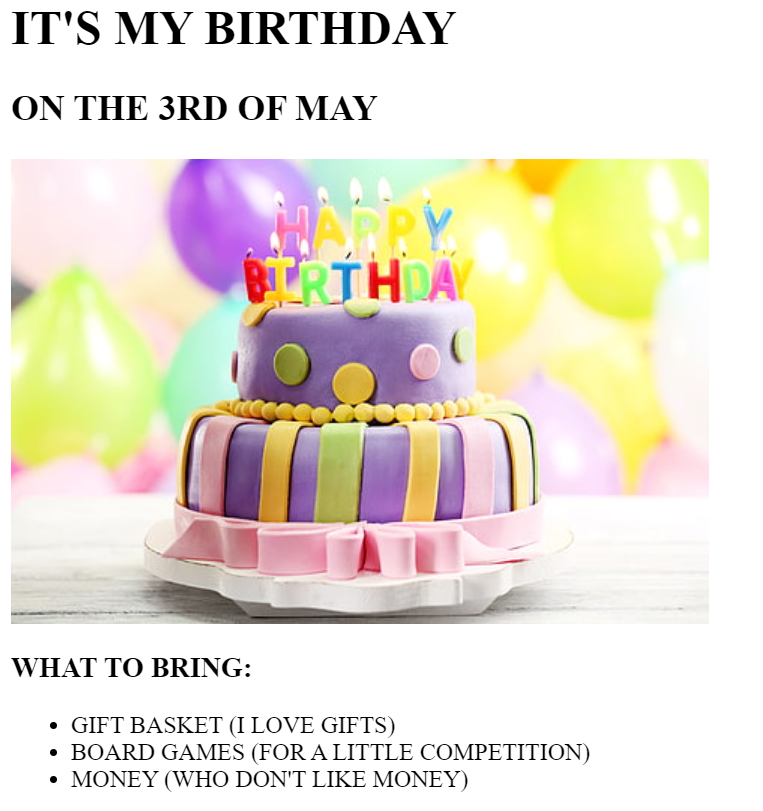 IT'S MY BIRTHDAY
ON THE 3RD OF MAY
HAPPY
BIRTHDAY
WHAT TO BRING:
• GIFT BASKET (I LOVE GIFTS)
• BOARD GAMES (FOR A LITTLE COMPETITION)
• MONEY (WHO DON'T LIKE MONEY)